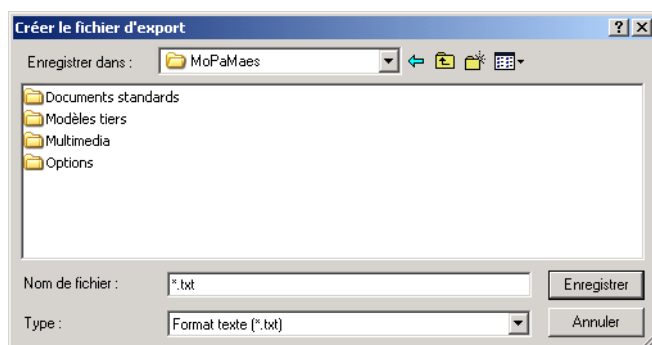 Créer le fichier d'export
Enregistrer dans : MoPaMaes
Documents standards
Modèles tiers
Multimedia
Options
Nom de fichier : *.txt Enregistrer
Type : Format texte (*.txt) Annuler